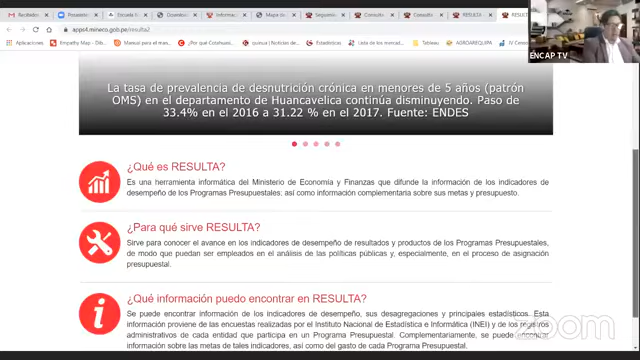 Recibidos
Escuela
Informa
Mapa de
Seguimien
Consulta
Consulta
RESULTA
RESULT
apps4.mineco.gob.pe/resulta2
Aplicaciones
Empathy Map - Din
Manual para el marc
¿Por qué Cotahuasi
quinua | Noticias de
Estadísticas
Lista de los mercad
Tableau
AGROAREQUIPA
IV Censo
ENCAP TV
La tasa de prevalencia de desnutrición crónica en menores de 5 años (patrón
OMS) en el departamento de Huancavelica continúa disminuyendo. Paso de
33.4% en el 2016 a 31.22 % en el 2017. Fuente: ENDES
¿Qué es RESULTA?
Es una herramienta informática del Ministerio de Economía y Finanzas que difunde la información de los indicadores de
desempeño de los Programas Presupuestales; así como información complementaria sobre sus metas y presupuesto.
¿Para qué sirve RESULTA?
Sirve para conocer el avance en los indicadores de desempeño de resultados y productos de los Programas Presupuestales,
de modo que puedan ser empleados en el análisis de las políticas públicas y, especialmente, en el proceso de asignación
presupuestal.
¿Qué información puedo encontrar en RESULTA?
Se puede encontrar información de los indicadores de desempeño, sus desagregaciones y principales estadísticos. Esta
información proviene de las encuestas realizadas por el Instituto Nacional de Estadística e Informática (INEI) y de los registros
administrativos de cada entidad que participa en un Programa Presupuestal. Complementariamente, se puede encontrar
información sobre las metas de tales indicadores, así como del gasto de cada Programa Presupuestal.
zoom